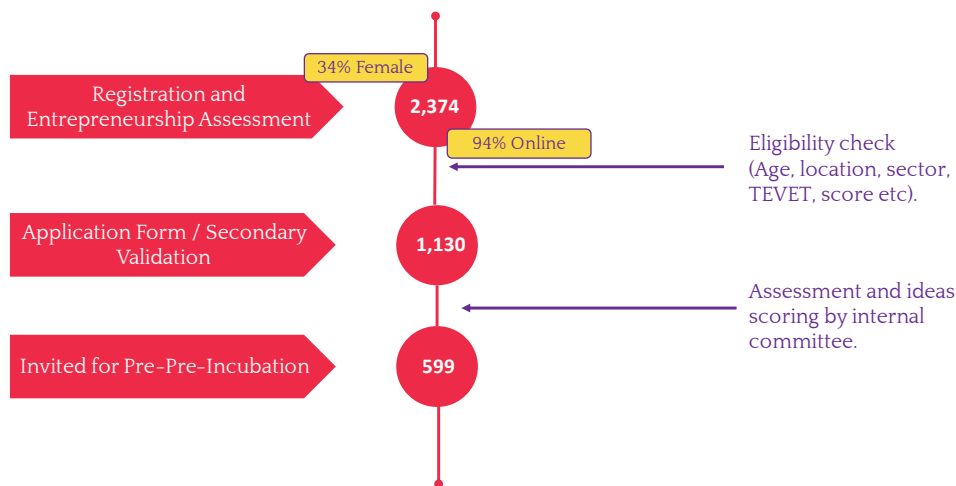 34% Female
Registration and
Entrepreneurship Assessment
2,374
94% Online
Eligibility check
(Age, location, sector,
TEVET, score etc).
Application Form / Secondary
Validation
1,130
Assessment and ideas
scoring by internal
committee.
Invited for Pre-Pre-Incubation
599